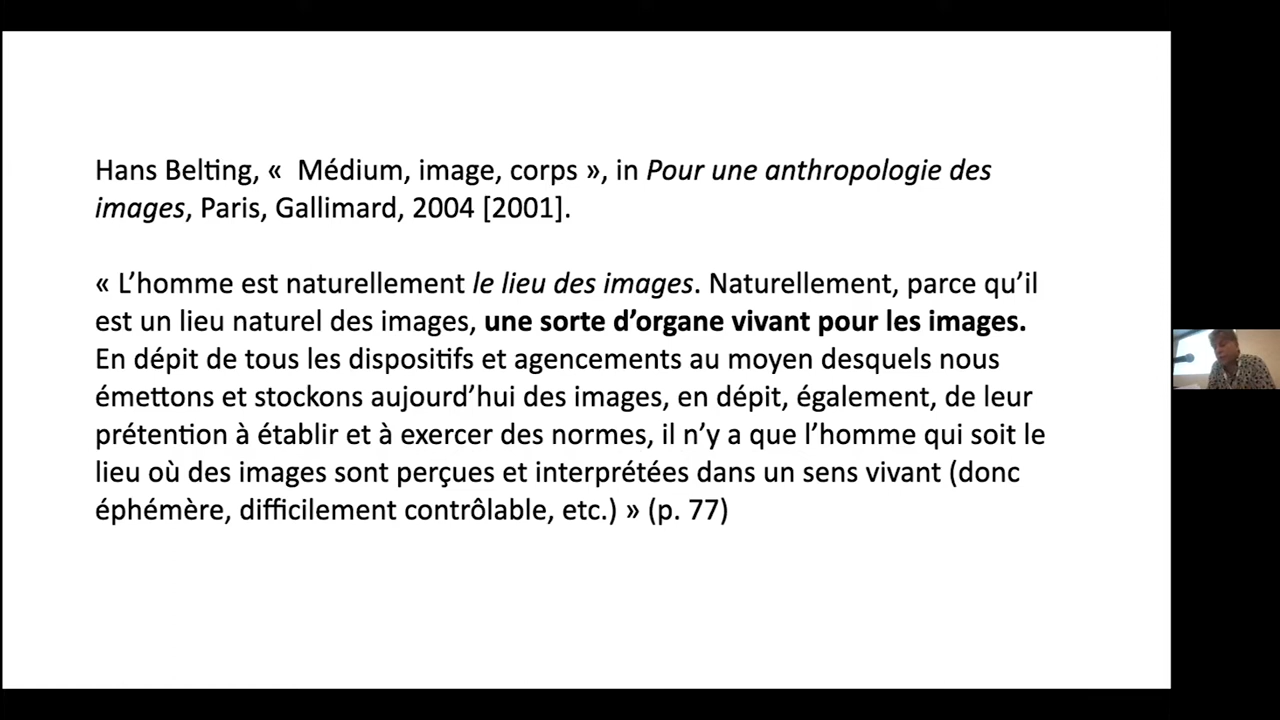 Hans Belting, «  Médium, image, corps », in Pour une anthropologie des
images, Paris, Gallimard, 2004 [2001].
« L’homme est naturellement le lieu des images. Naturellement, parce qu’il
est un lieu naturel des images, une sorte d’organe vivant pour les images.
En dépit de tous les dispositifs et agencements au moyen desquels nous
émettons et stockons aujourd’hui des images, en dépit, également, de leur
prétention à établir et à exercer des normes, il n’y a que l’homme qui soit le
lieu où des images sont perçues et interprétées dans un sens vivant (donc
éphémère, difficilement contrôlable, etc.) » (p. 77)